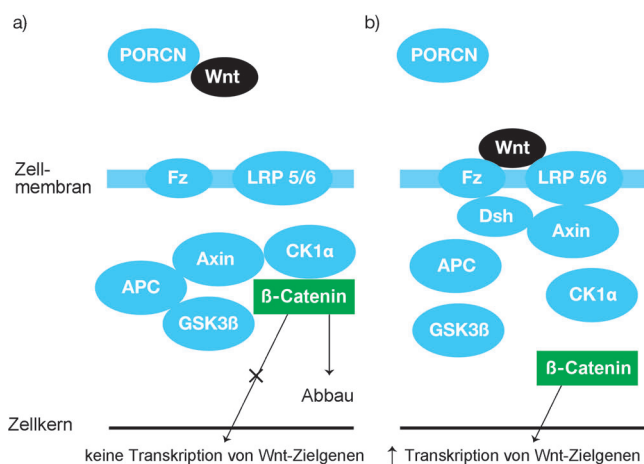 a)
PORCN
Wnt
Zell-
membran
Fz
LRP 5/6
Axin
CK1α
APC
ß-Catenin
GSK3ß
Abbau
Zellkern
keine Transkription von Wnt-Zielgenen
b)
PORCN
Wnt
Fz
LRP 5/6
Dsh
Axin
APC
CK1α
GSK3ß
ß-Catenin
↑ Transkription von Wnt-Zielgenen